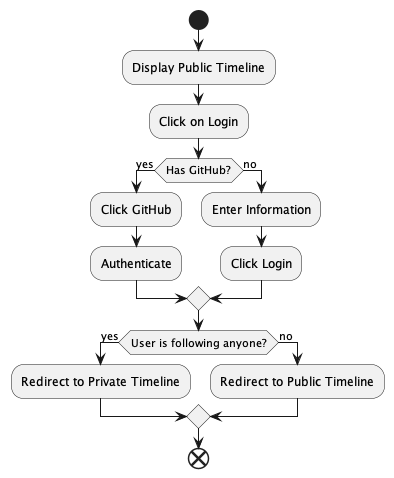 Display Public Timeline
Click on Login
yes
Has GitHub?
no
Click GitHub
Enter Information
Authenticate
Click Login
yes
User is following anyone?
no
Redirect to Private Timeline
Redirect to Public Timeline